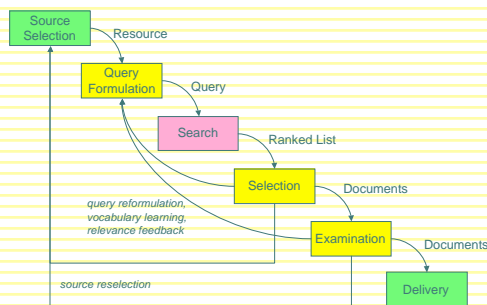 Source
Selection
Resource
Query
Formulation
Query
Search
Ranked List
Selection
Documents
query reformulation,
vocabulary learning,
relevance feedback
Examination
Documents
source reselection
Delivery